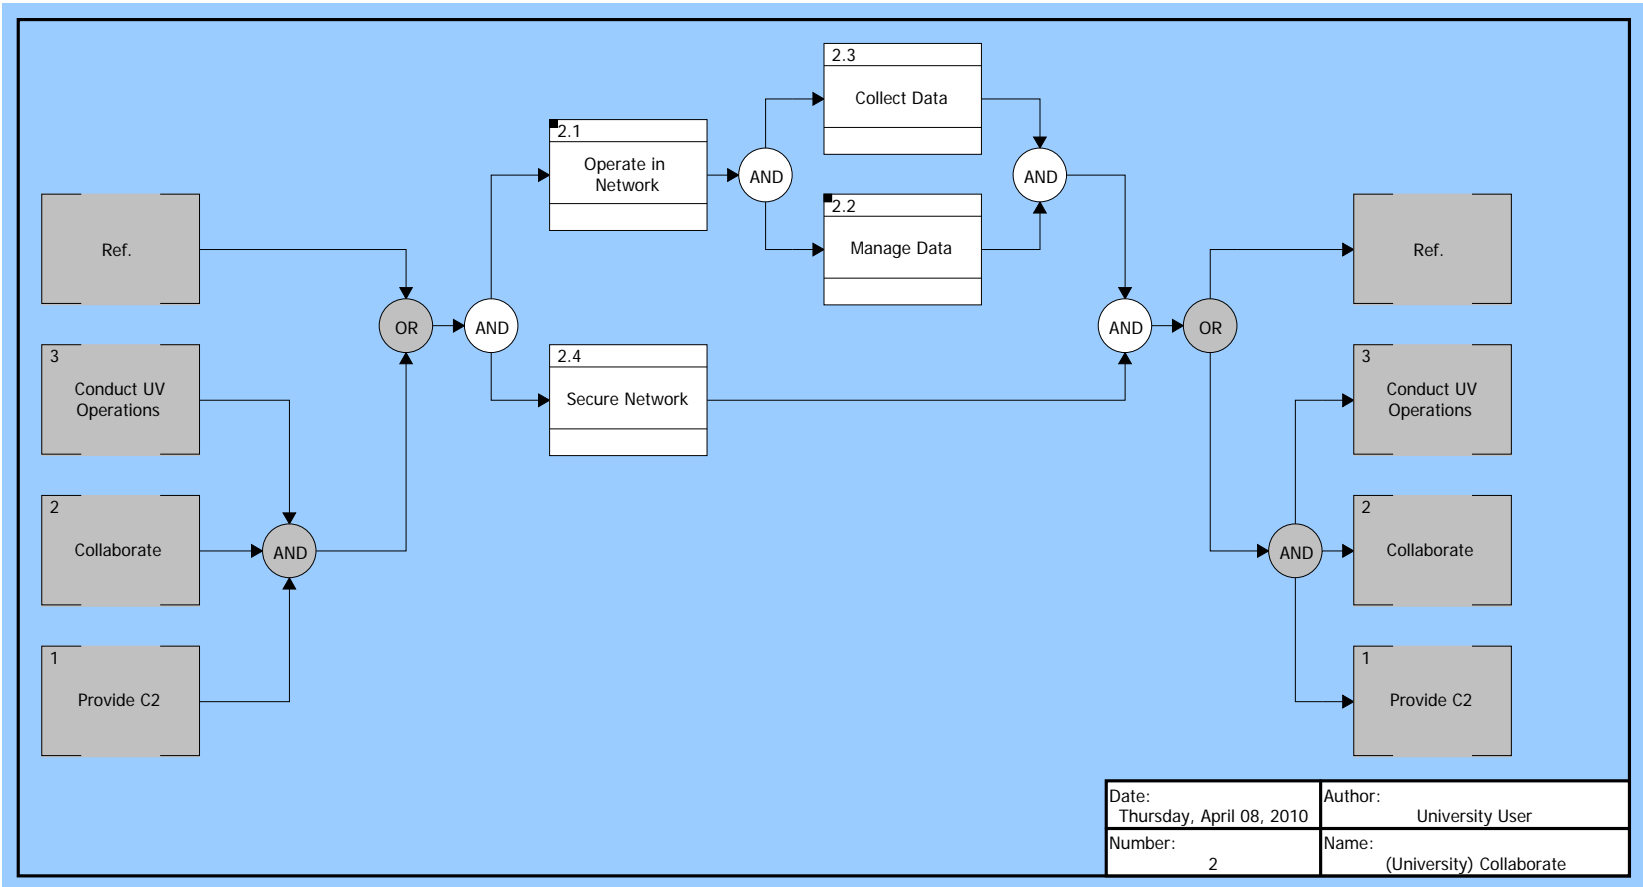 2.3
Collect Data
2.1
Operate in
Network
AND
AND
2.2
Manage Data
Ref.
Ref.
OR
AND
AND
OR
3
Conduct UV
Operations
2.4
Secure Network
3
Conduct UV
Operations
2
Collaborate
AND
AND
2
Collaborate
1
Provide C2
1
Provide C2
Date:
Thursday, April 08, 2010
Author:
University User
Number:
2
Name:
(University) Collaborate